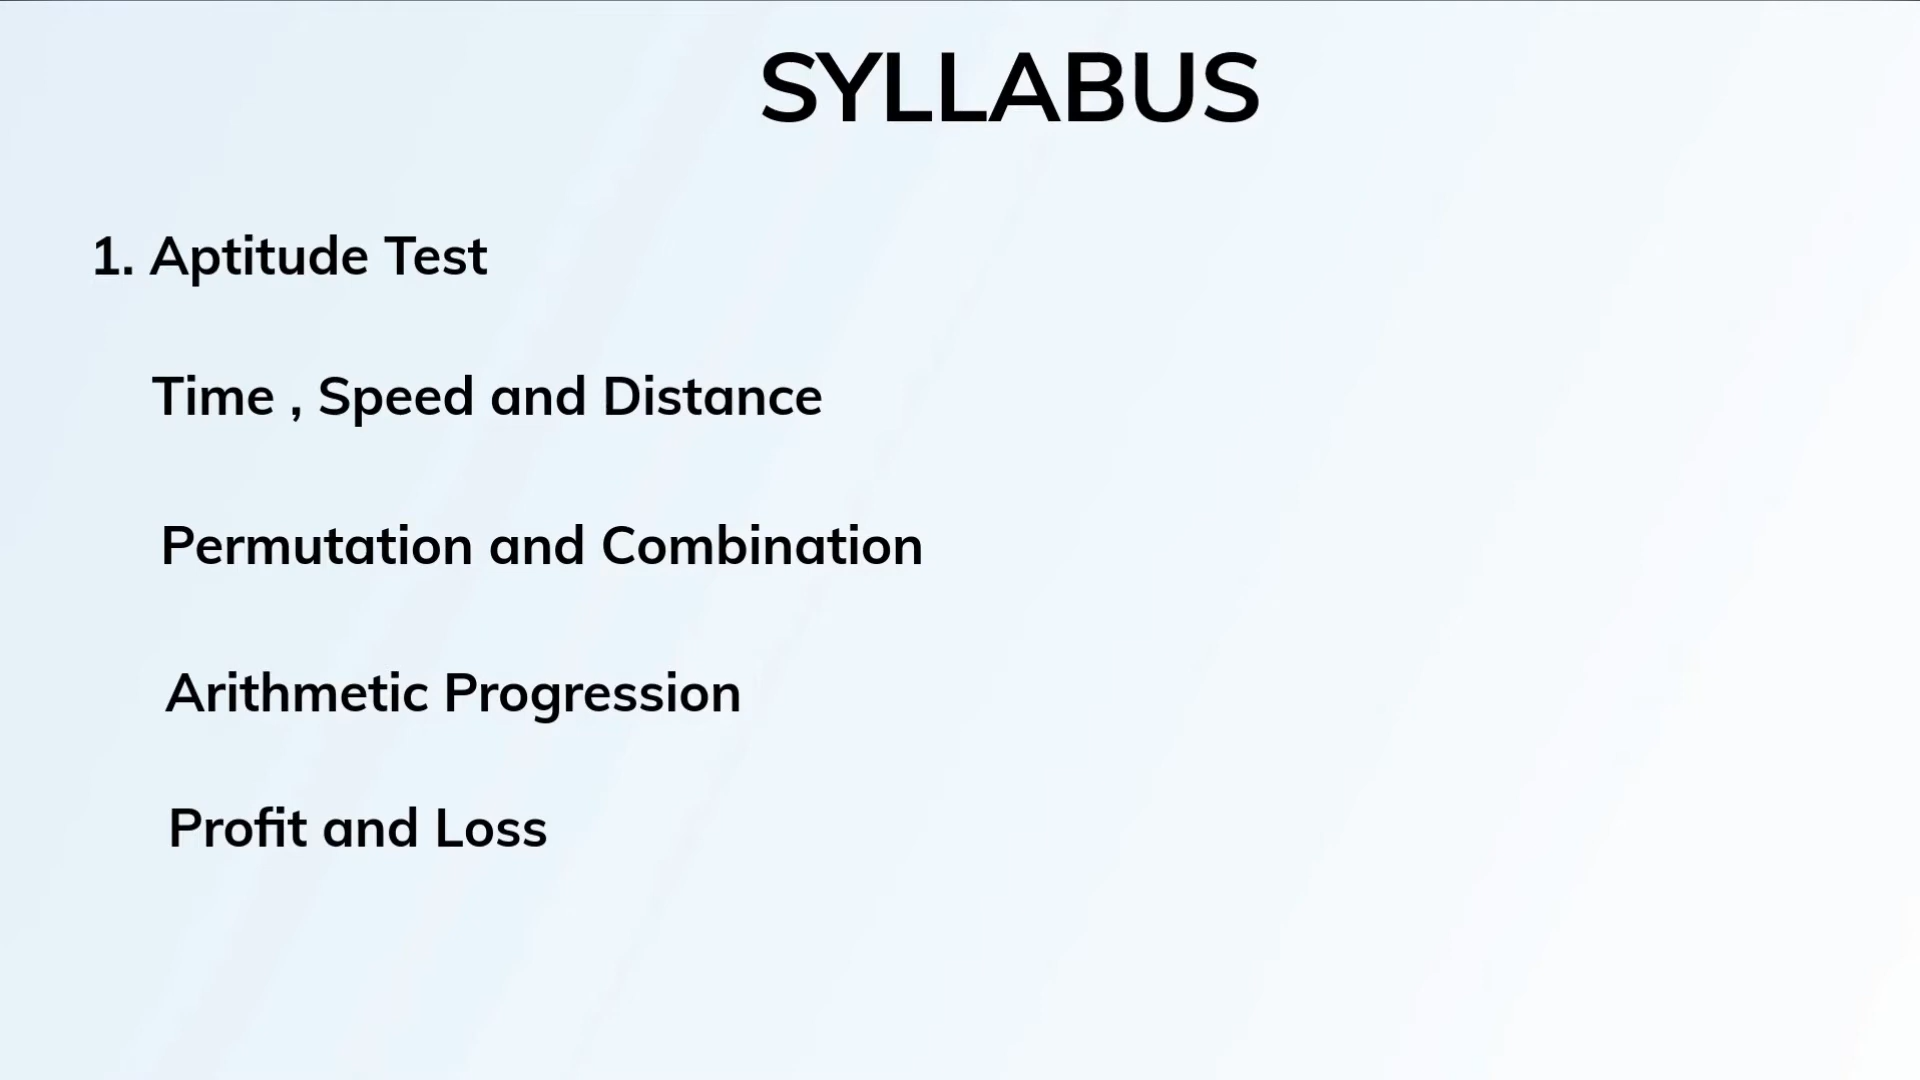 SYLLABUS
1. Aptitude Test
Time , Speed and Distance
Permutation and Combination
Arithmetic Progression
Profit and Loss